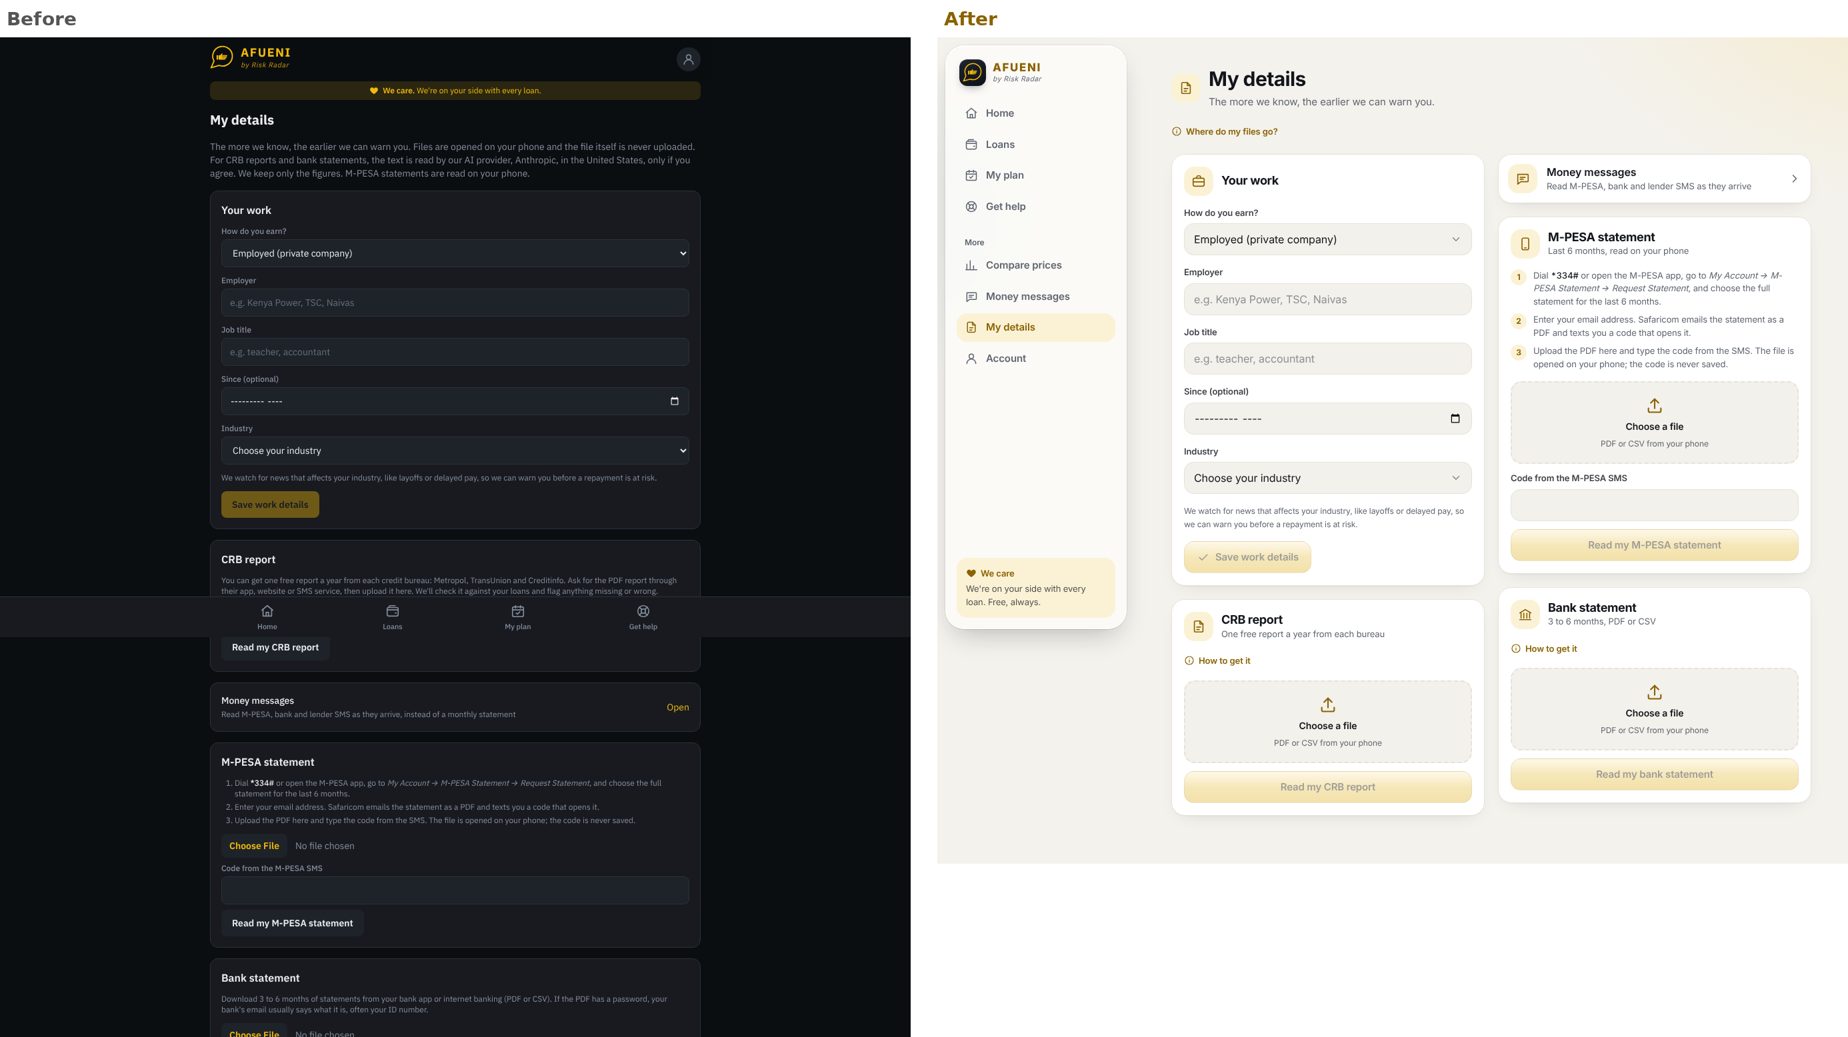 Before
AFUENI
by Risk Radar
We care. We're on your side with every loan.
My details
The more we know, the earlier we can warn you. Files are opened on your phone and the file itself is never uploaded.
For CRB reports and bank statements, the text is read by our AI provider, Anthropic, in the United States, only if you
agree. We keep only the figures. M-PESA statements are read on your phone.
Your work
How do you earn?
Employed (private company)
Employer
e.g. Kenya Power, TSC, Naivas
Job title
e.g. teacher, accountant
Since (optional)
--------- ----
Industry
Choose your industry
We watch for news that affects your industry, like layoffs or delayed pay, so we can warn you before a repayment is at risk.
Save work details
CRB report
You can get one free report a year from each credit bureau: Metropol, TransUnion and Creditinfo. Ask for the PDF report through
their app, website or SMS service, then upload it here. We'll check it against your loans and flag anything missing or wrong.
Home
Loans
My plan
Get help
Read my CRB report
Money messages
Read M-PESA, bank and lender SMS as they arrive, instead of a monthly statement
Open
M-PESA statement
1. Dial *334# or open the M-PESA app, go to My Account → M-PESA Statement → Request Statement, and choose the full
statement for the last 6 months.
2. Enter your email address. Safaricom emails the statement as a PDF and texts you a code that opens it.
3. Upload the PDF here and type the code from the SMS. The file is opened on your phone; the code is never saved.
Choose File
No file chosen
Code from the M-PESA SMS
Read my M-PESA statement
Bank statement
Download 3 to 6 months of statements from your bank app or internet banking (PDF or CSV). If the PDF has a password, your
bank's email usually says what it is, often your ID number.
Choose File
No file chosen
After
AFUENI
by Risk Radar
Home
Loans
My plan
Get help
More
Compare prices
Money messages
My details
Account
We care
We're on your side with every
loan. Free, always.
My details
The more we know, the earlier we can warn you.
Where do my files go?
Your work
How do you earn?
Employed (private company)
Employer
e.g. Kenya Power, TSC, Naivas
Job title
e.g. teacher, accountant
Since (optional)
--------- ----
Industry
Choose your industry
We watch for news that affects your industry, like layoffs or delayed pay, so
we can warn you before a repayment is at risk.
Save work details
CRB report
One free report a year from each bureau
How to get it
Choose a file
PDF or CSV from your phone
Read my CRB report
Money messages
Read M-PESA, bank and lender SMS as they arrive
M-PESA statement
Last 6 months, read on your phone
1 Dial *334# or open the M-PESA app, go to My Account → M-
PESA Statement → Request Statement, and choose the full
statement for the last 6 months.
2 Enter your email address. Safaricom emails the statement as a
PDF and texts you a code that opens it.
3 Upload the PDF here and type the code from the SMS. The file is
opened on your phone; the code is never saved.
Choose a file
PDF or CSV from your phone
Code from the M-PESA SMS
Read my M-PESA statement
Bank statement
3 to 6 months, PDF or CSV
How to get it
Choose a file
PDF or CSV from your phone
Read my bank statement